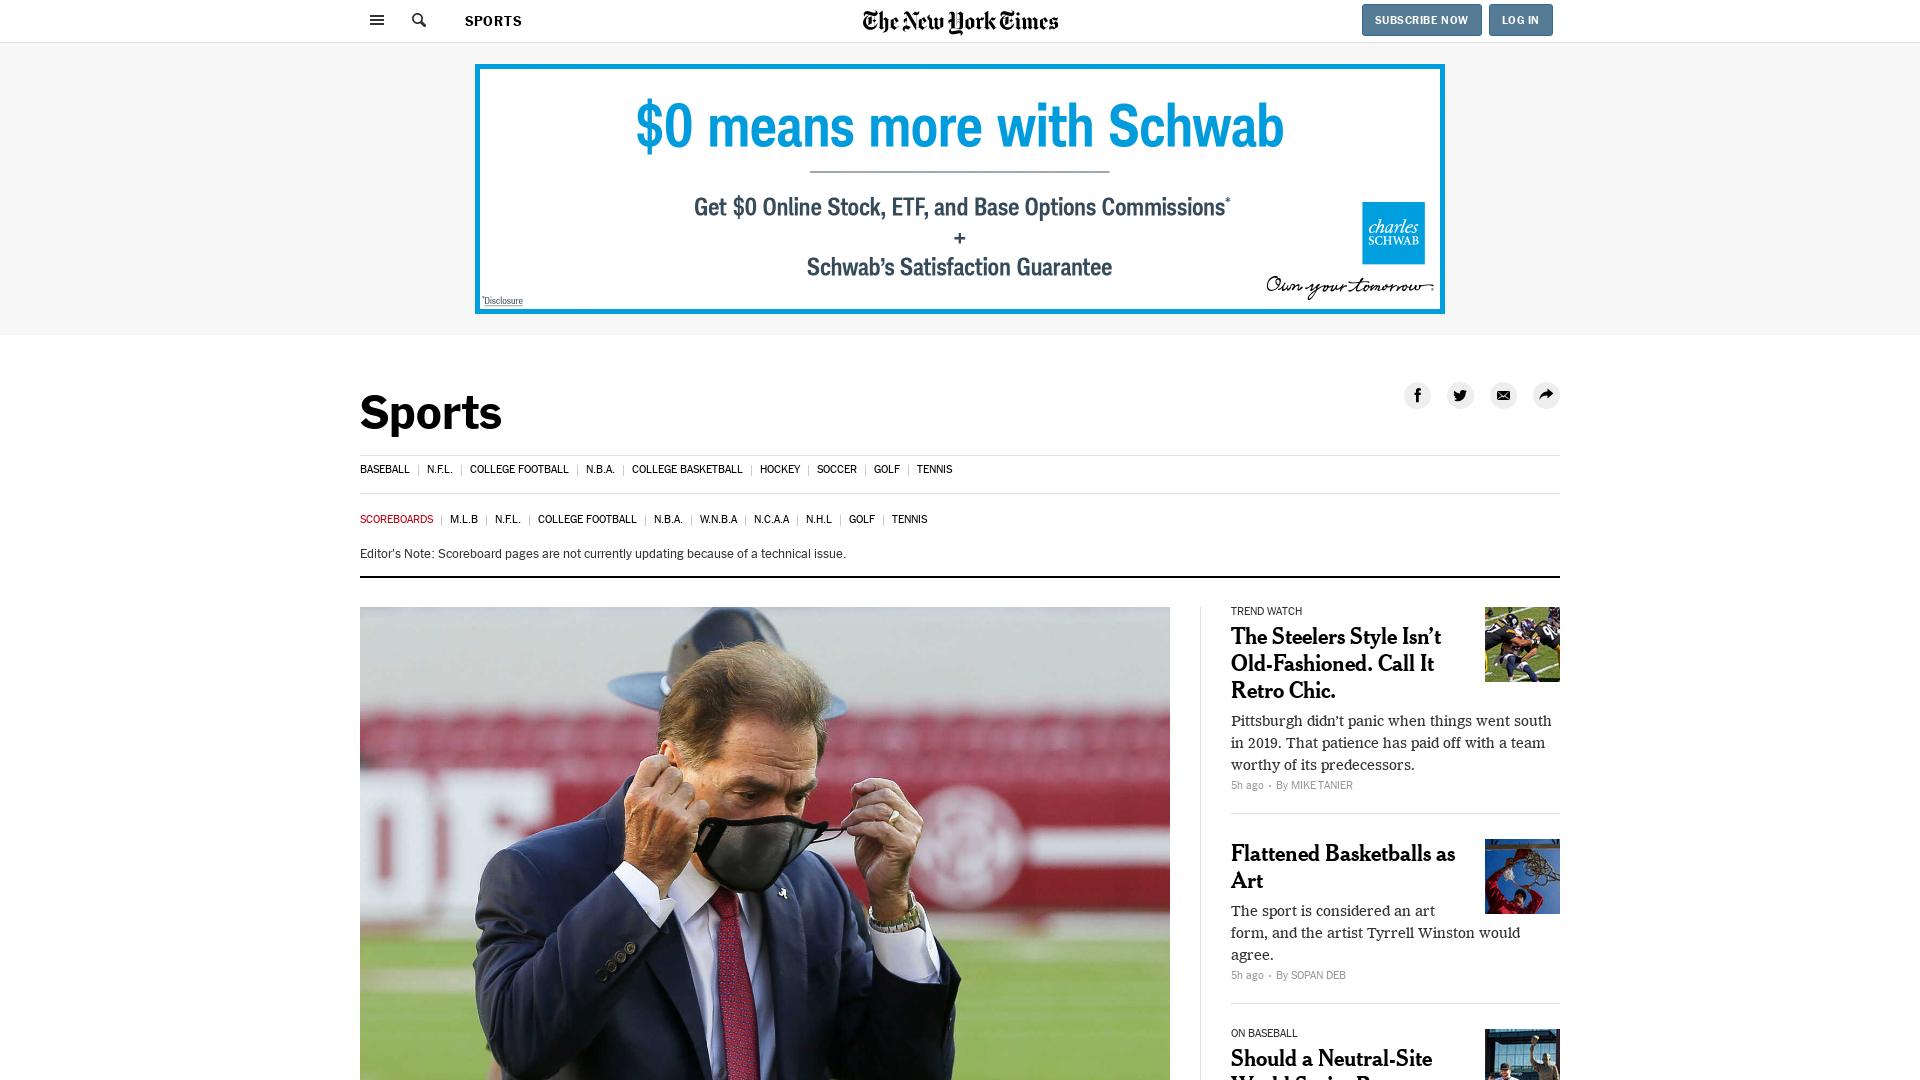 SPORTS
The New York Times
SUBSCRIBE NOW
LOG IN
$0 means more with Schwab
Get $0 Online Stock, ETF, and Base Options Commissions*
+
Schwab's Satisfaction Guarantee
charles
SCHWAB
Own your tomorrow
*Disclosure
Sports
BASEBALL | N.F.L. | COLLEGE FOOTBALL | N.B.A. | COLLEGE BASKETBALL | HOCKEY | SOCCER | GOLF | TENNIS
SCOREBOARDS | M.L.B | N.F.L. | COLLEGE FOOTBALL | N.B.A. | W.N.B.A | N.C.A.A | N.H.L | GOLF | TENNIS
Editor's Note: Scoreboard pages are not currently updating because of a technical issue.
TREND WATCH
The Steelers Style Isn't
Old-Fashioned. Call It
Retro Chic.
Pittsburgh didn't panic when things went south
in 2019. That patience has paid off with a team
worthy of its predecessors.
5h ago • By MIKE TANIER
Flattened Basketballs as
Art
The sport is considered an art
form, and the artist Tyrrell Winston would
agree.
5h ago • By SOPAN DEB
ON BASEBALL
Should a Neutral-Site